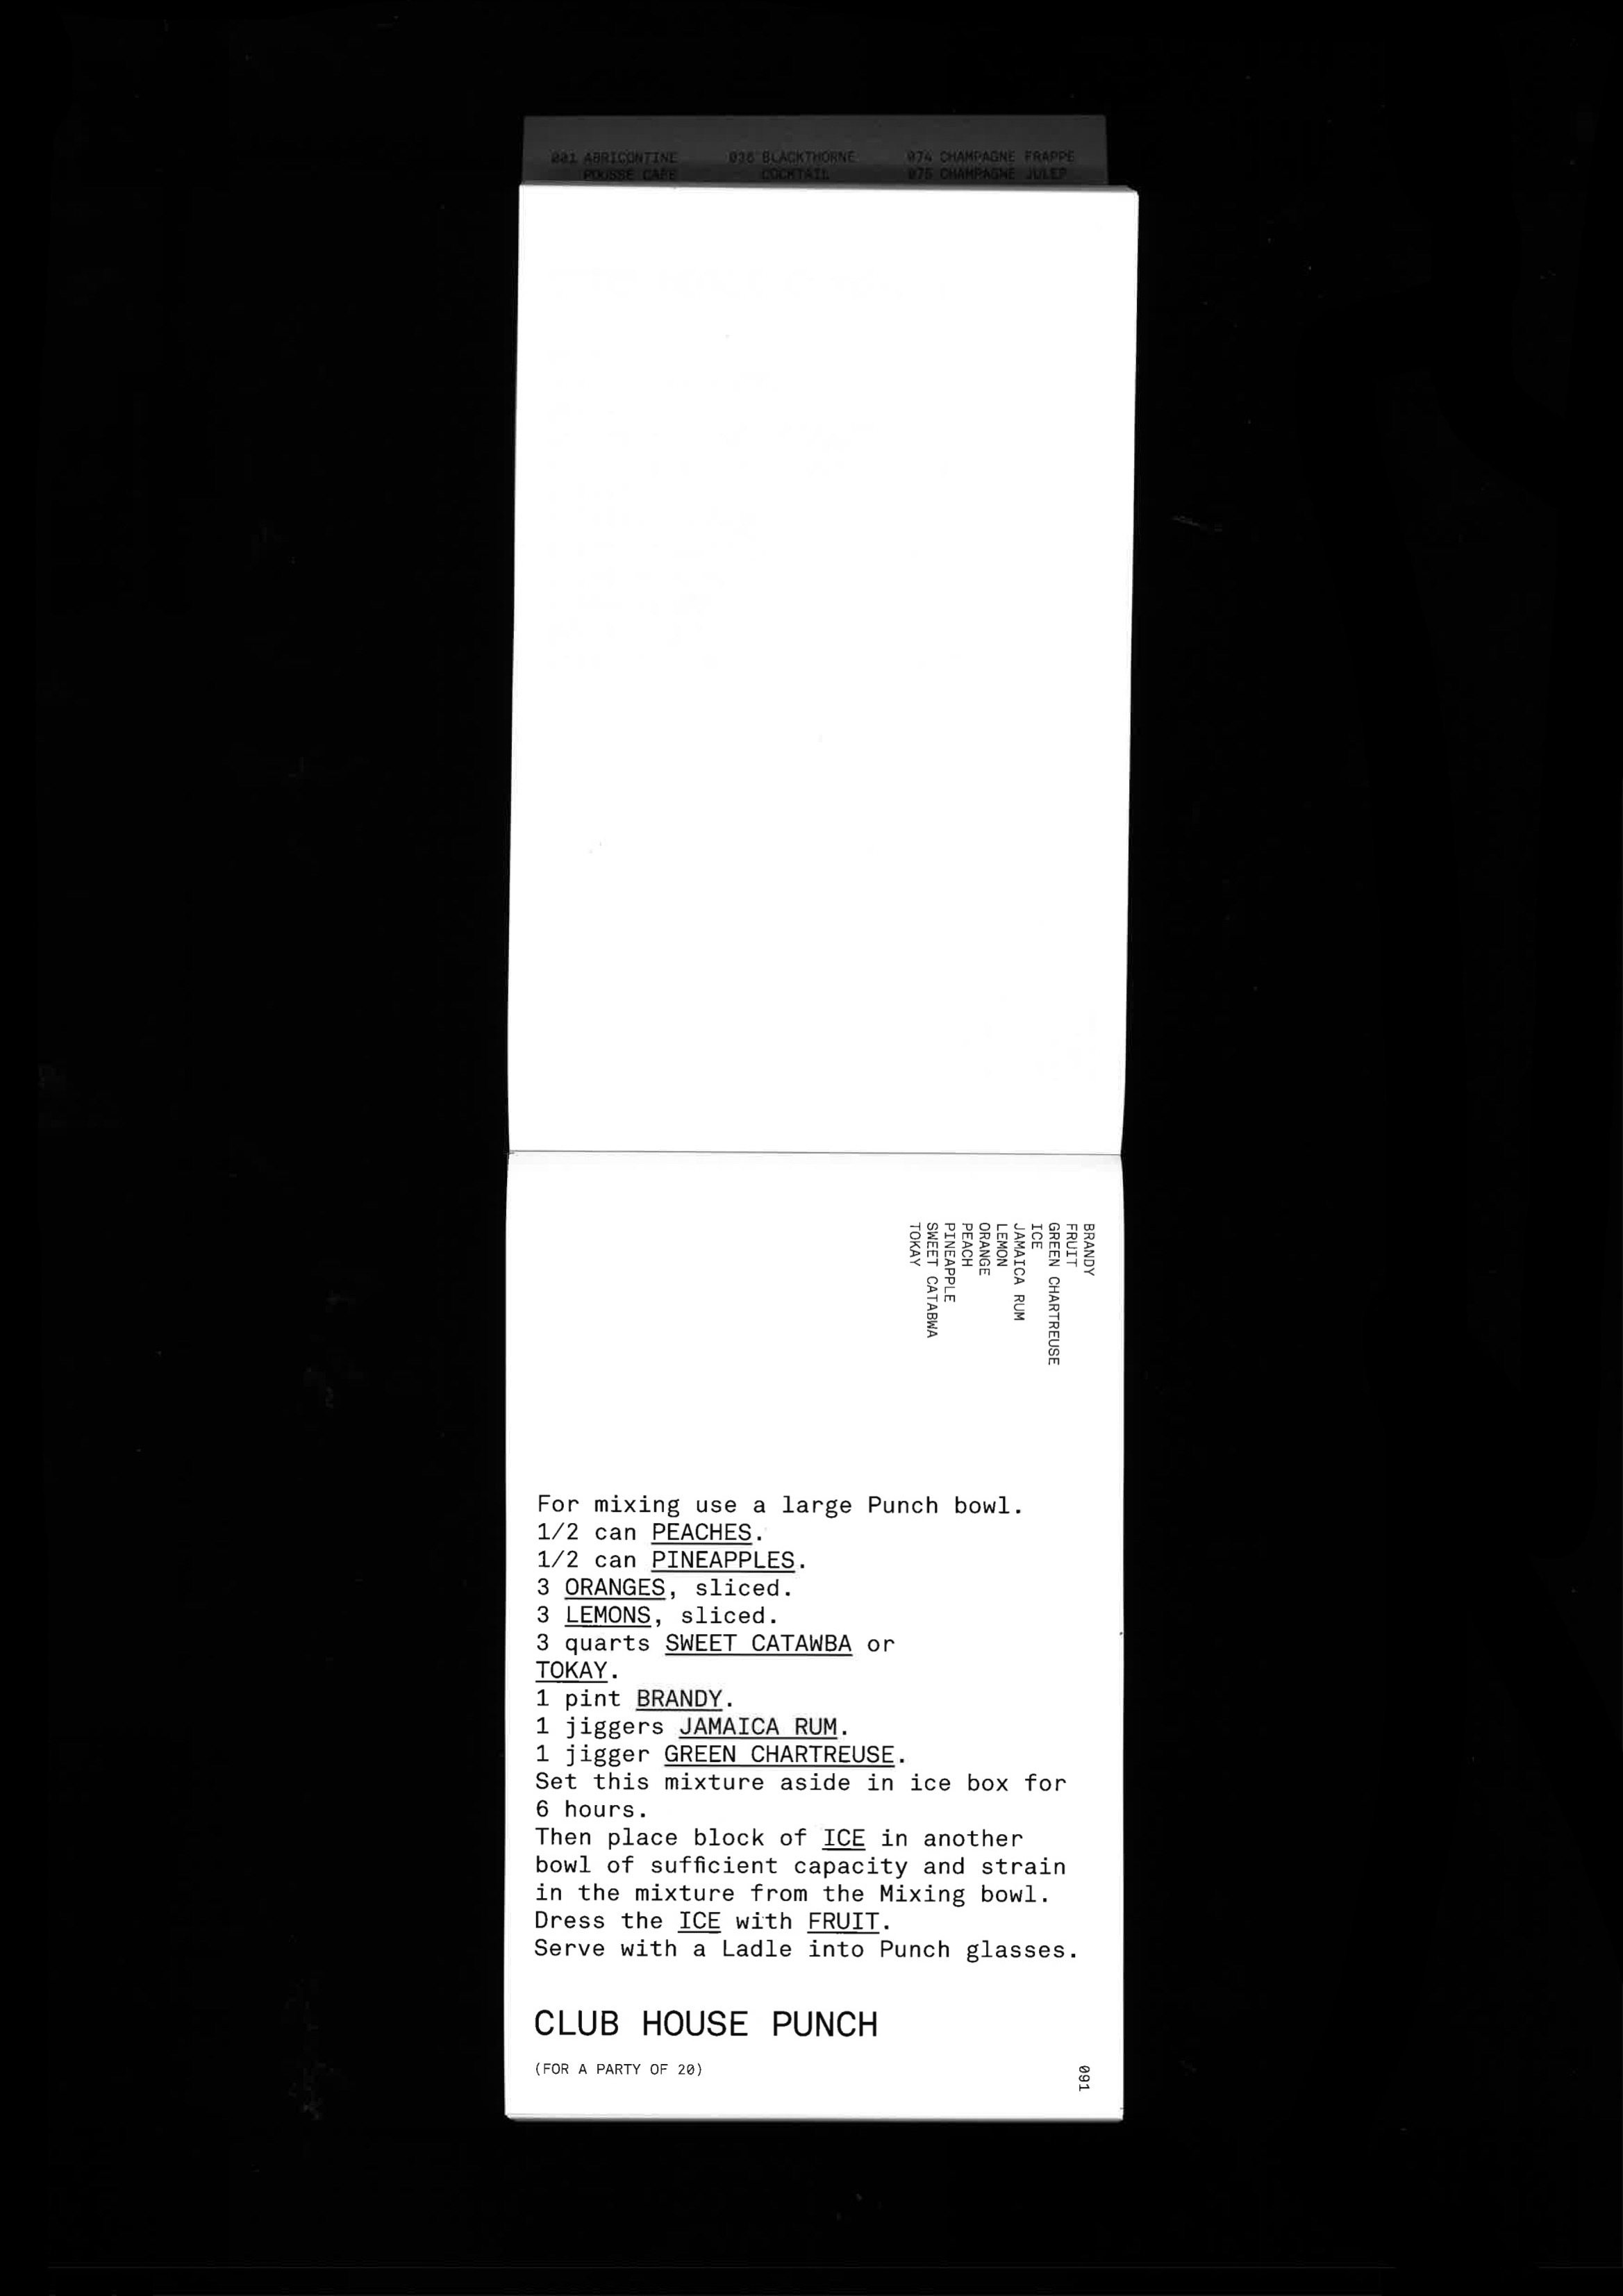 001 ABRICONTINE
POUSSE CAFE
026 BLACKTHORNE
COCKTAIL
074 CHAMPAGNE FRAPPE
075 CHAMPAGNE JULEP
BRANDY
FRUIT
GREEN CHARTREUSE
ICE
JAMAICA RUM
LEMON
ORANGE
PEACH
PINEAPPLE
SWEET CATABWA
TOKAY
For mixing use a large Punch bowl.
1/2 can PEACHES.
1/2 can PINEAPPLES.
3 ORANGES, sliced.
3 LEMONS, sliced.
3 quarts SWEET CATAWBA or
TOKAY.
1 pint BRANDY.
1 jiggers JAMAICA RUM.
1 jigger GREEN CHARTREUSE.
Set this mixture aside in ice box for
6 hours.
Then place block of ICE in another
bowl of sufficient capacity and strain
in the mixture from the Mixing bowl.
Dress the ICE with FRUIT.
Serve with a Ladle into Punch glasses.
CLUB HOUSE PUNCH
(FOR A PARTY OF 20)
091